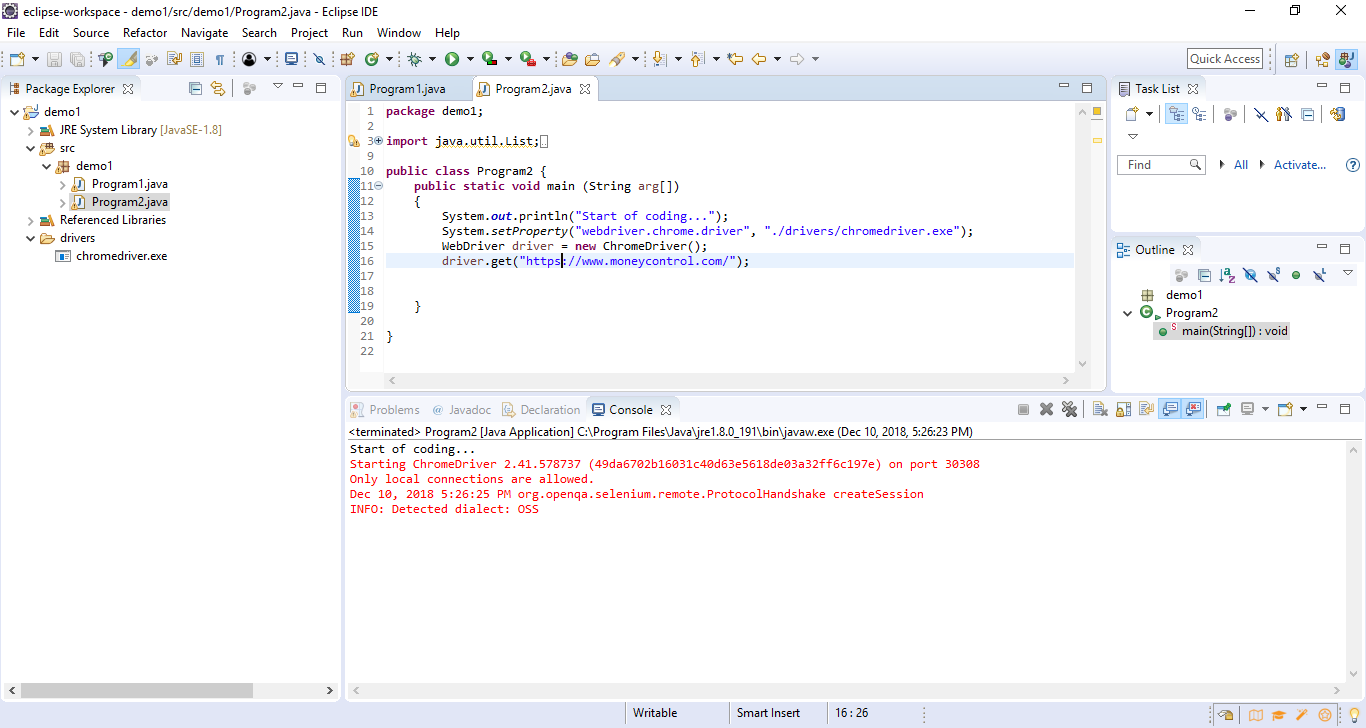 eclipse-workspace - demo1/src/demo1/Program2.java - Eclipse IDE
File Edit Source Refactor Navigate Search Project Run Window Help
Quick Access
Package Explorer
demo1
JRE System Library [JavaSE-1.8]
src
demo1
Program1.java
Program2.java
Referenced Libraries
drivers
chromedriver.exe
Program1.java Program2.java
1 package demo1;
2
3 import java.util.List;
9
10 public class Program2 {
11 public static void main (String arg[])
12 {
13 System.out.println("Start of coding...");
14 System.setProperty("webdriver.chrome.driver", "./drivers/chromedriver.exe");
15 WebDriver driver = new ChromeDriver();
16 driver.get("https://www.moneycontrol.com/");
17
18
19 }
20
21 }
22
Task List
Find All Activate...
Outline
demo1
Program2
main(String[]) : void
Problems @ Javadoc Declaration Console
<terminated> Program2 [Java Application] C:\Program Files\Java\jre1.8.0_191\bin\javaw.exe (Dec 10, 2018, 5:26:23 PM)
Start of coding...
Starting ChromeDriver 2.41.578737 (49da6702b16031c40d63e5618de03a32ff6c197e) on port 30308
Only local connections are allowed.
Dec 10, 2018 5:26:25 PM org.openqa.selenium.remote.ProtocolHandshake createSession
INFO: Detected dialect: OSS
Writable Smart Insert 16 : 26